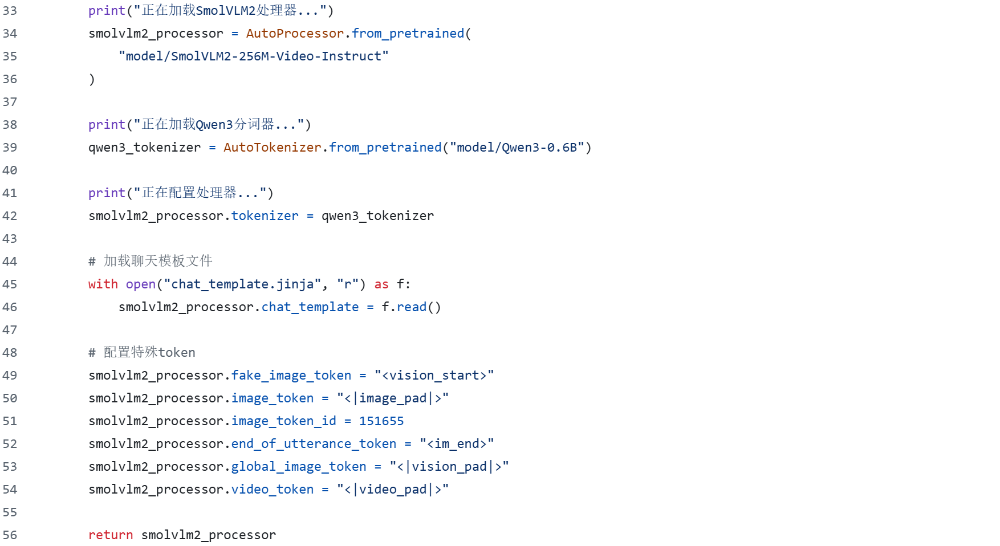 33 print("正在加载SmolVLM2处理器...")
34 smolvlm2_processor = AutoProcessor.from_pretrained(
35 "model/SmolVLM2-256M-Video-Instruct"
36 )
37
38 print("正在加载Qwen3分词器...")
39 qwen3_tokenizer = AutoTokenizer.from_pretrained("model/Qwen3-0.6B")
40
41 print("正在配置处理器...")
42 smolvlm2_processor.tokenizer = qwen3_tokenizer
43
44 # 加载聊天模板文件
45 with open("chat_template.jinja", "r") as f:
46 smolvlm2_processor.chat_template = f.read()
47
48 # 配置特殊token
49 smolvlm2_processor.fake_image_token = "<vision_start>"
50 smolvlm2_processor.image_token = "<|image_pad|>"
51 smolvlm2_processor.image_token_id = 151655
52 smolvlm2_processor.end_of_utterance_token = "<im_end>"
53 smolvlm2_processor.global_image_token = "<|vision_pad|>"
54 smolvlm2_processor.video_token = "<|video_pad|>"
55
56 return smolvlm2_processor